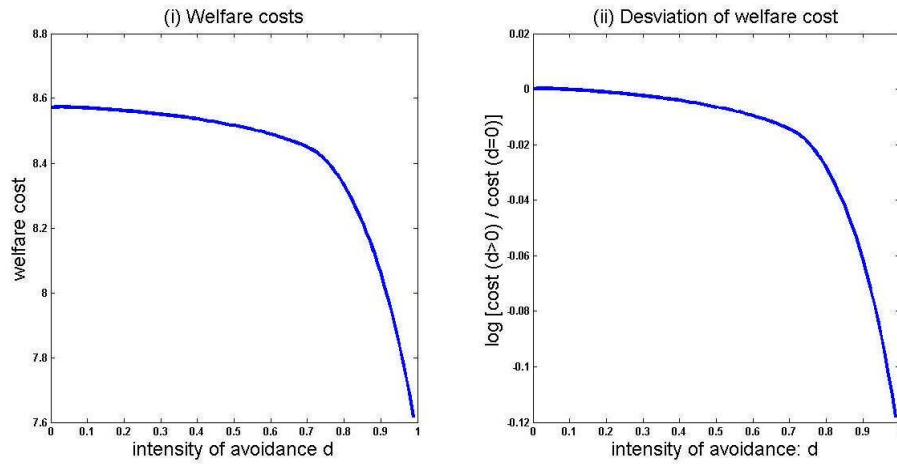 (i) Welfare costs
8.8
8.6
8.4
8.2
8
7.8
7.6
welfare cost
0 0.1 0.2 0.3 0.4 0.5 0.6 0.7 0.8 0.9 1
intensity of avoidance d
(ii) Desviation of welfare cost
0.02
0
-0.02
-0.04
-0.06
-0.08
-0.1
-0.12
log [cost (d>0) / cost (d=0)]
0 0.1 0.2 0.3 0.4 0.5 0.6 0.7 0.8 0.9
intensity of avoidance: d